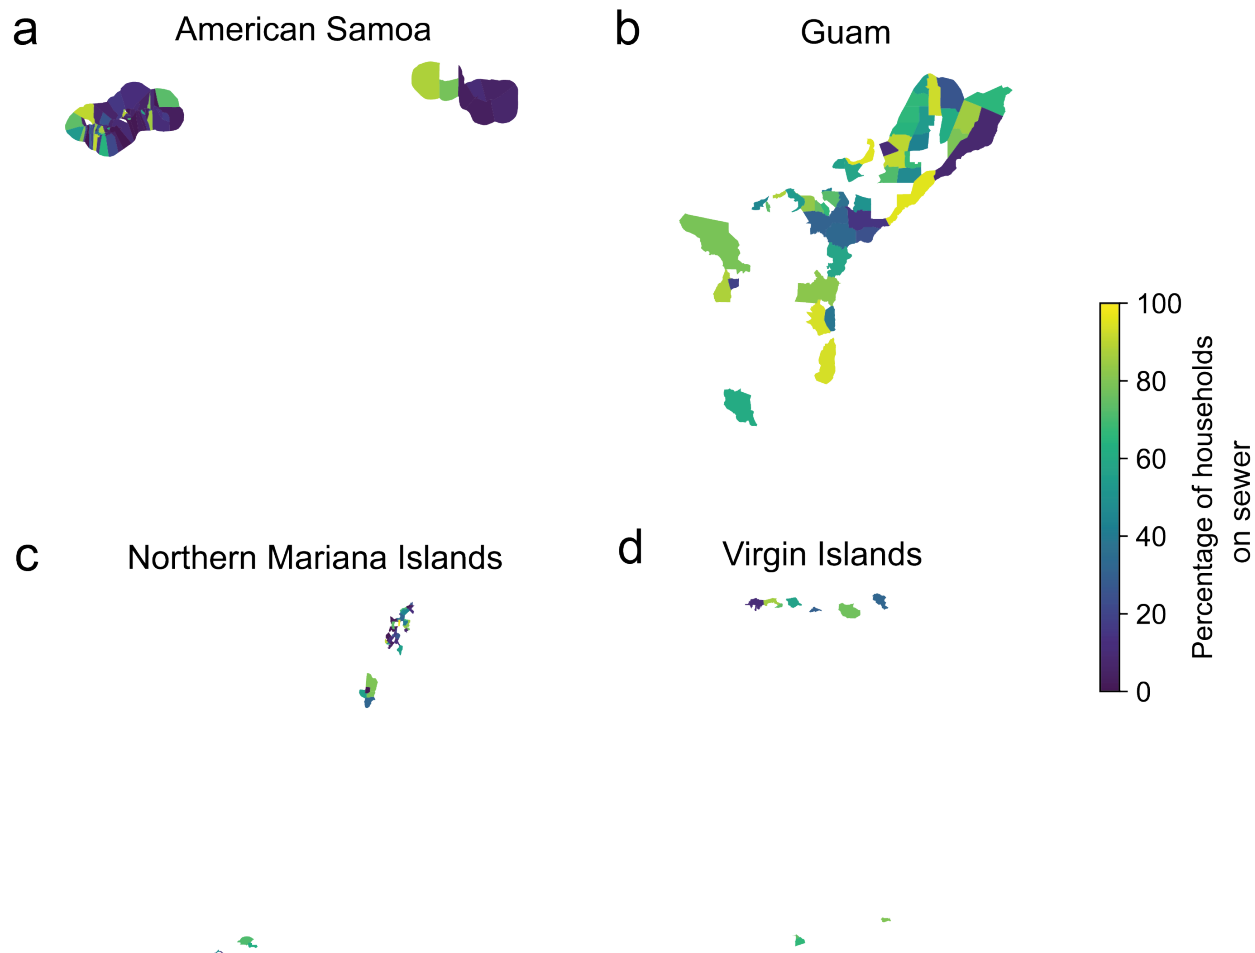 a
American Samoa
b
Guam
100
80
60
40
20
0
Percentage of households
on sewer
c
Northern Mariana Islands
d
Virgin Islands